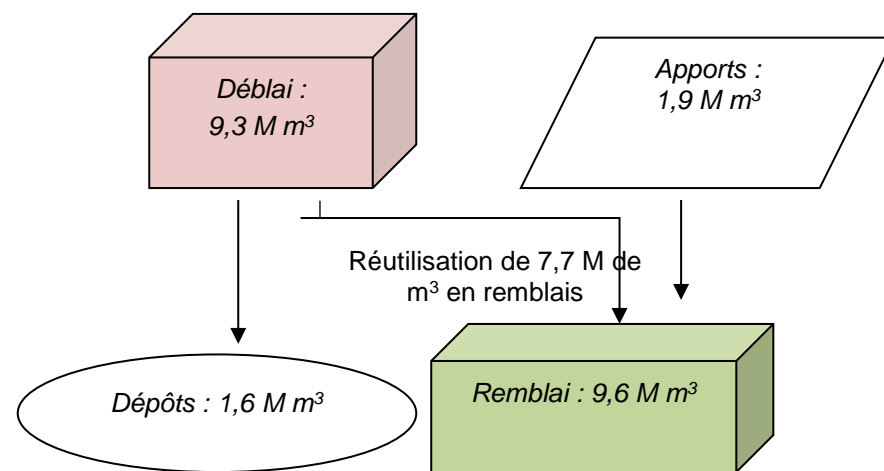 Déblai :
9,3 M m³
Apports :
1,9 M m³
Réutilisation de 7,7 M de
m³ en remblais
Dépôts : 1,6 M m³
Remblai : 9,6 M m³